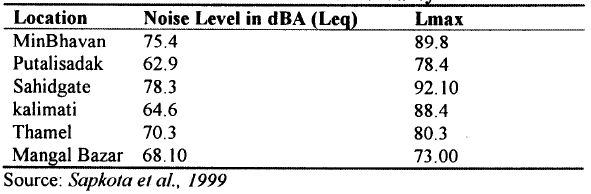 Location Noise Level in dBA (Leq) Lmax
MinBhavan 75.4 89.8
Putalisadak 62.9 78.4
Sahidgate 78.3 92.10
kalimati 64.6 88.4
Thamel 70.3 80.3
Mangal Bazar 68.10 73.00
Source: Sapkota et al., 1999